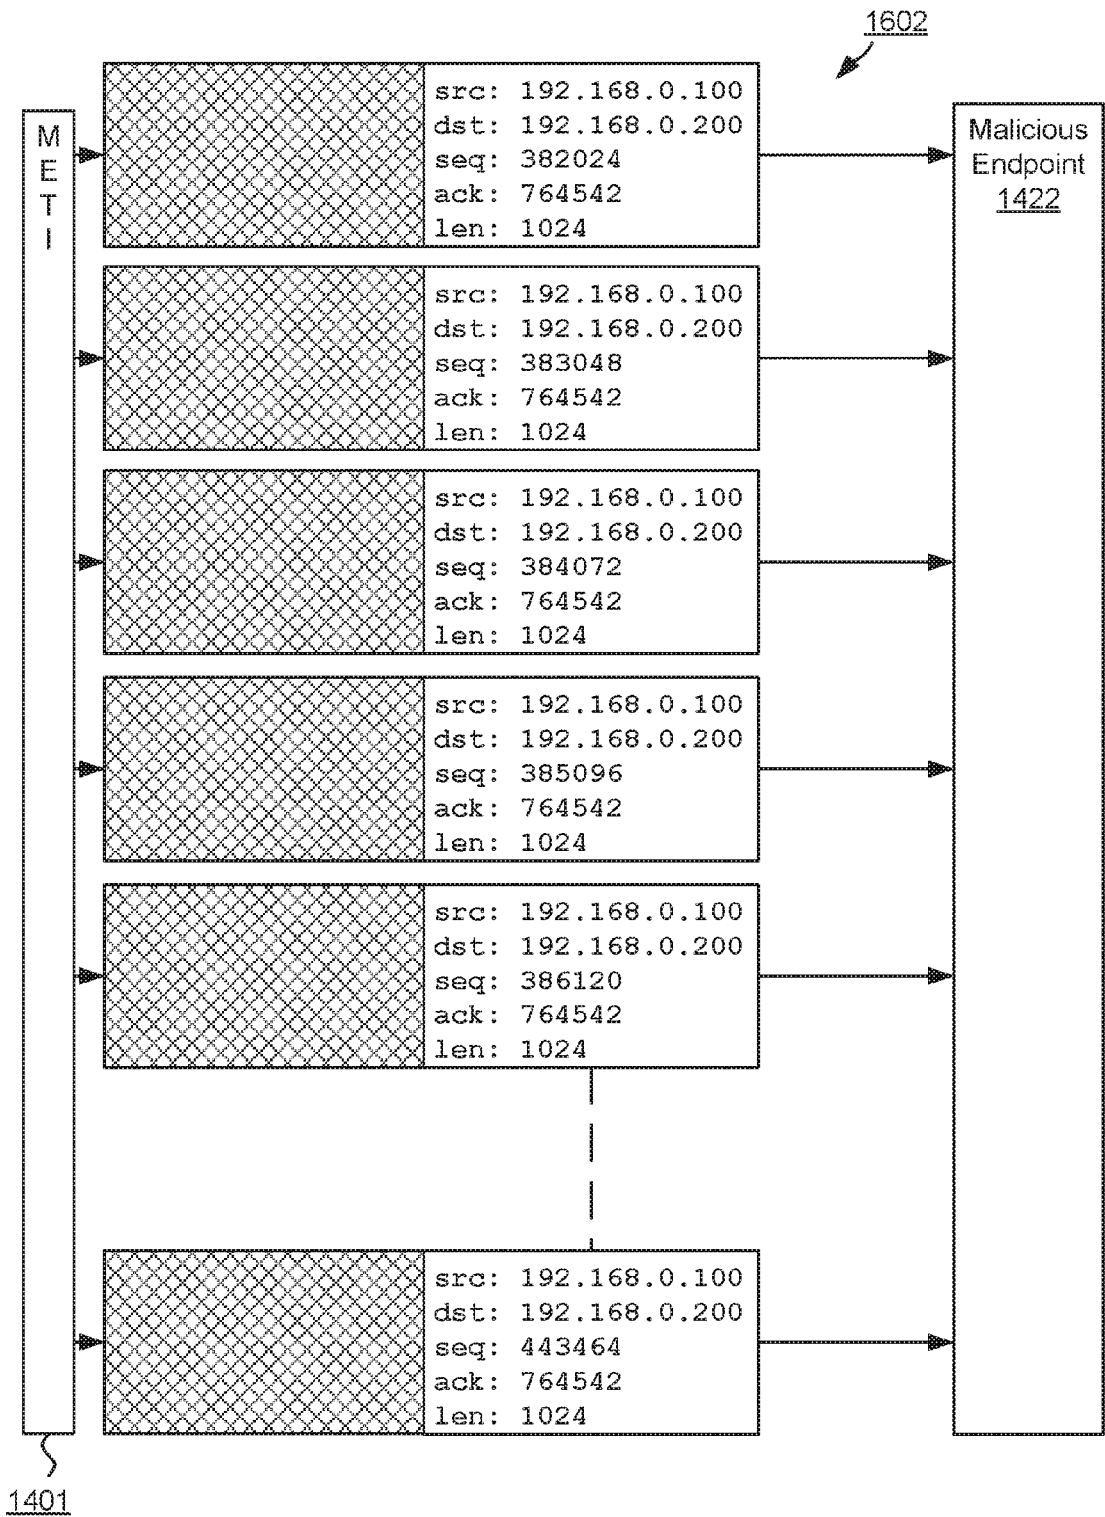 1602
M
E
T
I
src: 192.168.0.100
dst: 192.168.0.200
seq: 382024
ack: 764542
len: 1024
Malicious
Endpoint
1422
src: 192.168.0.100
dst: 192.168.0.200
seq: 383048
ack: 764542
len: 1024
src: 192.168.0.100
dst: 192.168.0.200
seq: 384072
ack: 764542
len: 1024
src: 192.168.0.100
dst: 192.168.0.200
seq: 385096
ack: 764542
len: 1024
src: 192.168.0.100
dst: 192.168.0.200
seq: 386120
ack: 764542
len: 1024
src: 192.168.0.100
dst: 192.168.0.200
seq: 443464
ack: 764542
len: 1024
1401